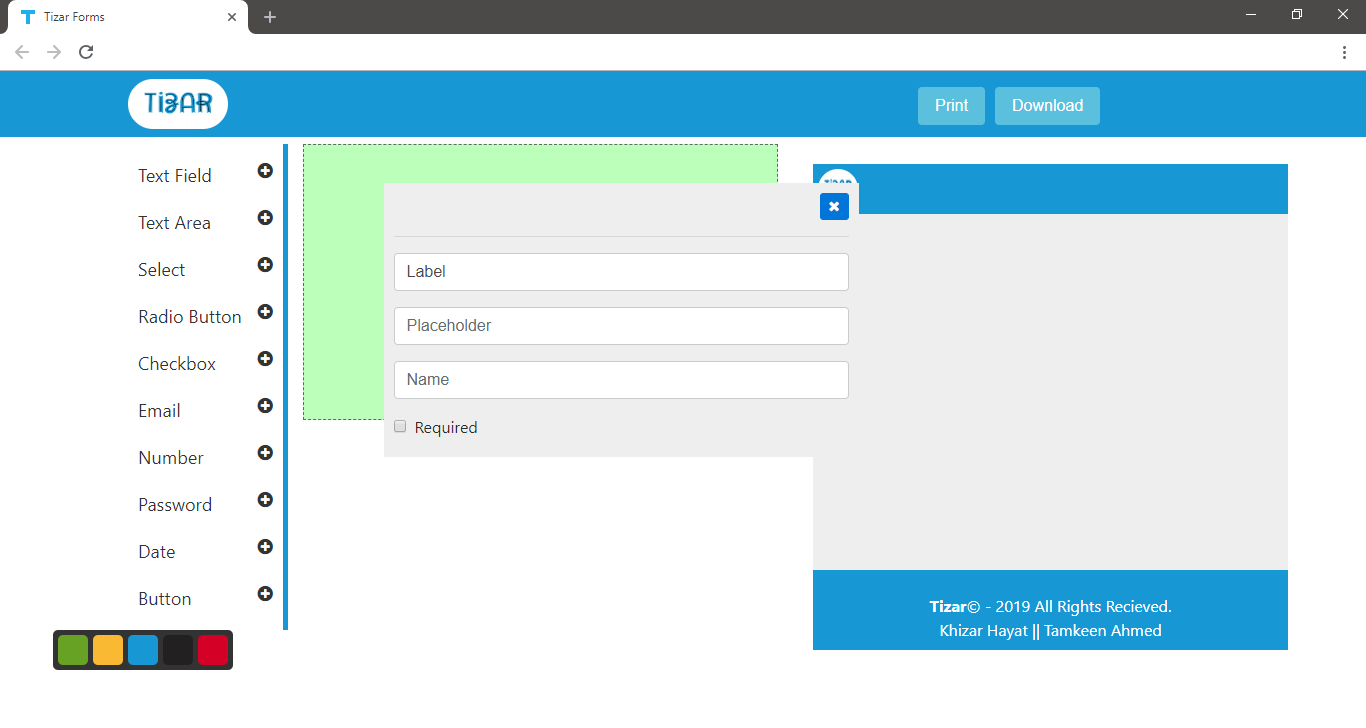 Tizar Forms
TIZAR
Print
Download
Text Field
Text Area
Select
Radio Button
Checkbox
Email
Number
Password
Date
Button
Label
Placeholder
Name
Required
Tizar© - 2019 All Rights Recieved.
Khizar Hayat || Tamkeen Ahmed